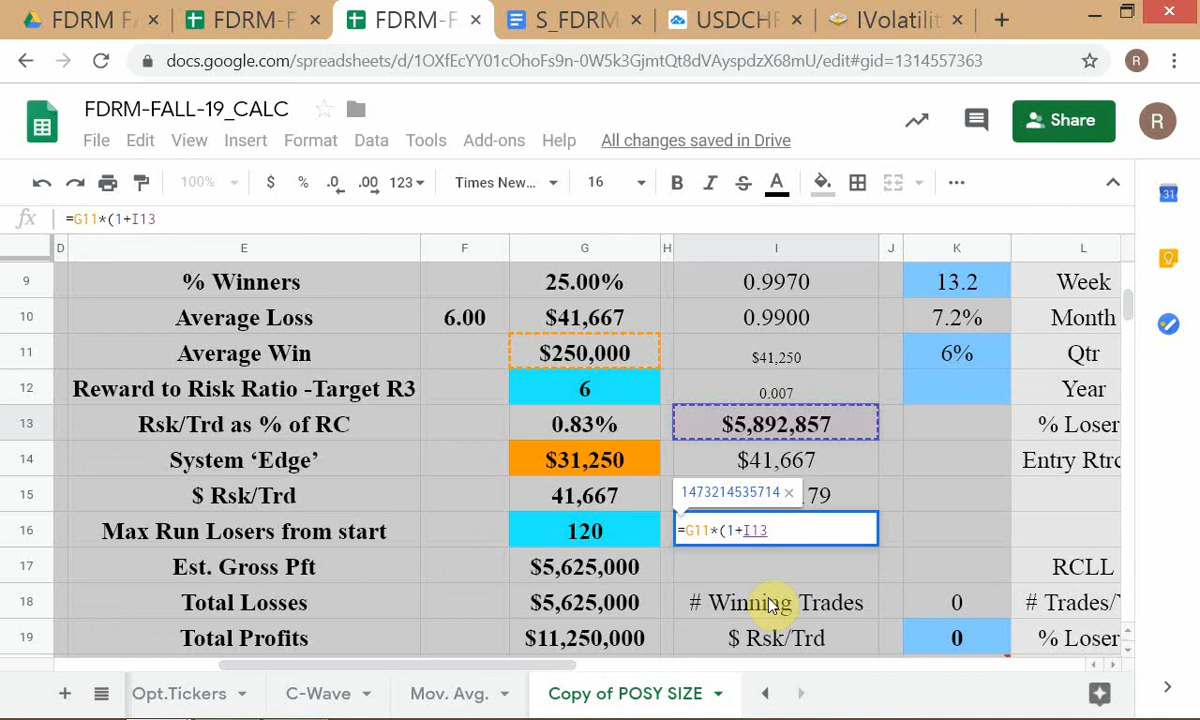 FDRM F
FDRM-F
FDRM-F
S_FDRM
USDCHF
IVolatilit
docs.google.com/spreadsheets/d/1OXfEcYY01cOhoFs9n-0W5k3GjmtQt8dVAyspdzX68mU/edit#gid=1314557363
R
FDRM-FALL-19_CALC
File Edit View Insert Format Data Tools Add-ons Help All changes saved in Drive
Share
R
100% $ % .0 .00 123 Times New... 16 B I S A
31
fx =G11*(1+I13
D E F G H I J K L
9 % Winners 25.00% 0.9970 13.2 Week
10 Average Loss 6.00 $41,667 0.9900 7.2% Month
11 Average Win $250,000 $41,250 6% Qtr
12 Reward to Risk Ratio -Target R3 6 0.007 Year
13 Rsk/Trd as % of RC 0.83% $5,892,857 % Loser
14 System ‘Edge’ $31,250 $41,667 Entry Rtrc
15 $ Rsk/Trd 41,667 1473214535714 × 79
16 Max Run Losers from start 120 =G11*(1+I13
17 Est. Gross Pft $5,625,000 RCLL
18 Total Losses $5,625,000 # Winning Trades 0 # Trades/
19 Total Profits $11,250,000 $ Rsk/Trd 0 % Loser
Opt.Tickers C-Wave Mov. Avg. Copy of POSY SIZE